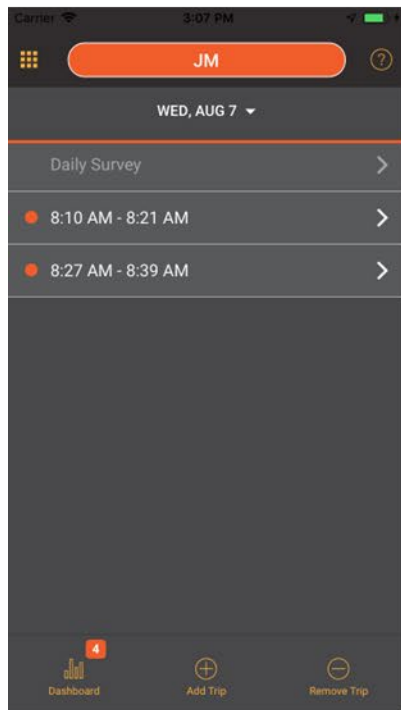 Carrier 3:07 PM
JM
?
WED, AUG 7
Daily Survey
8:10 AM - 8:21 AM
8:27 AM - 8:39 AM
4
Dashboard Add Trip Remove Trip